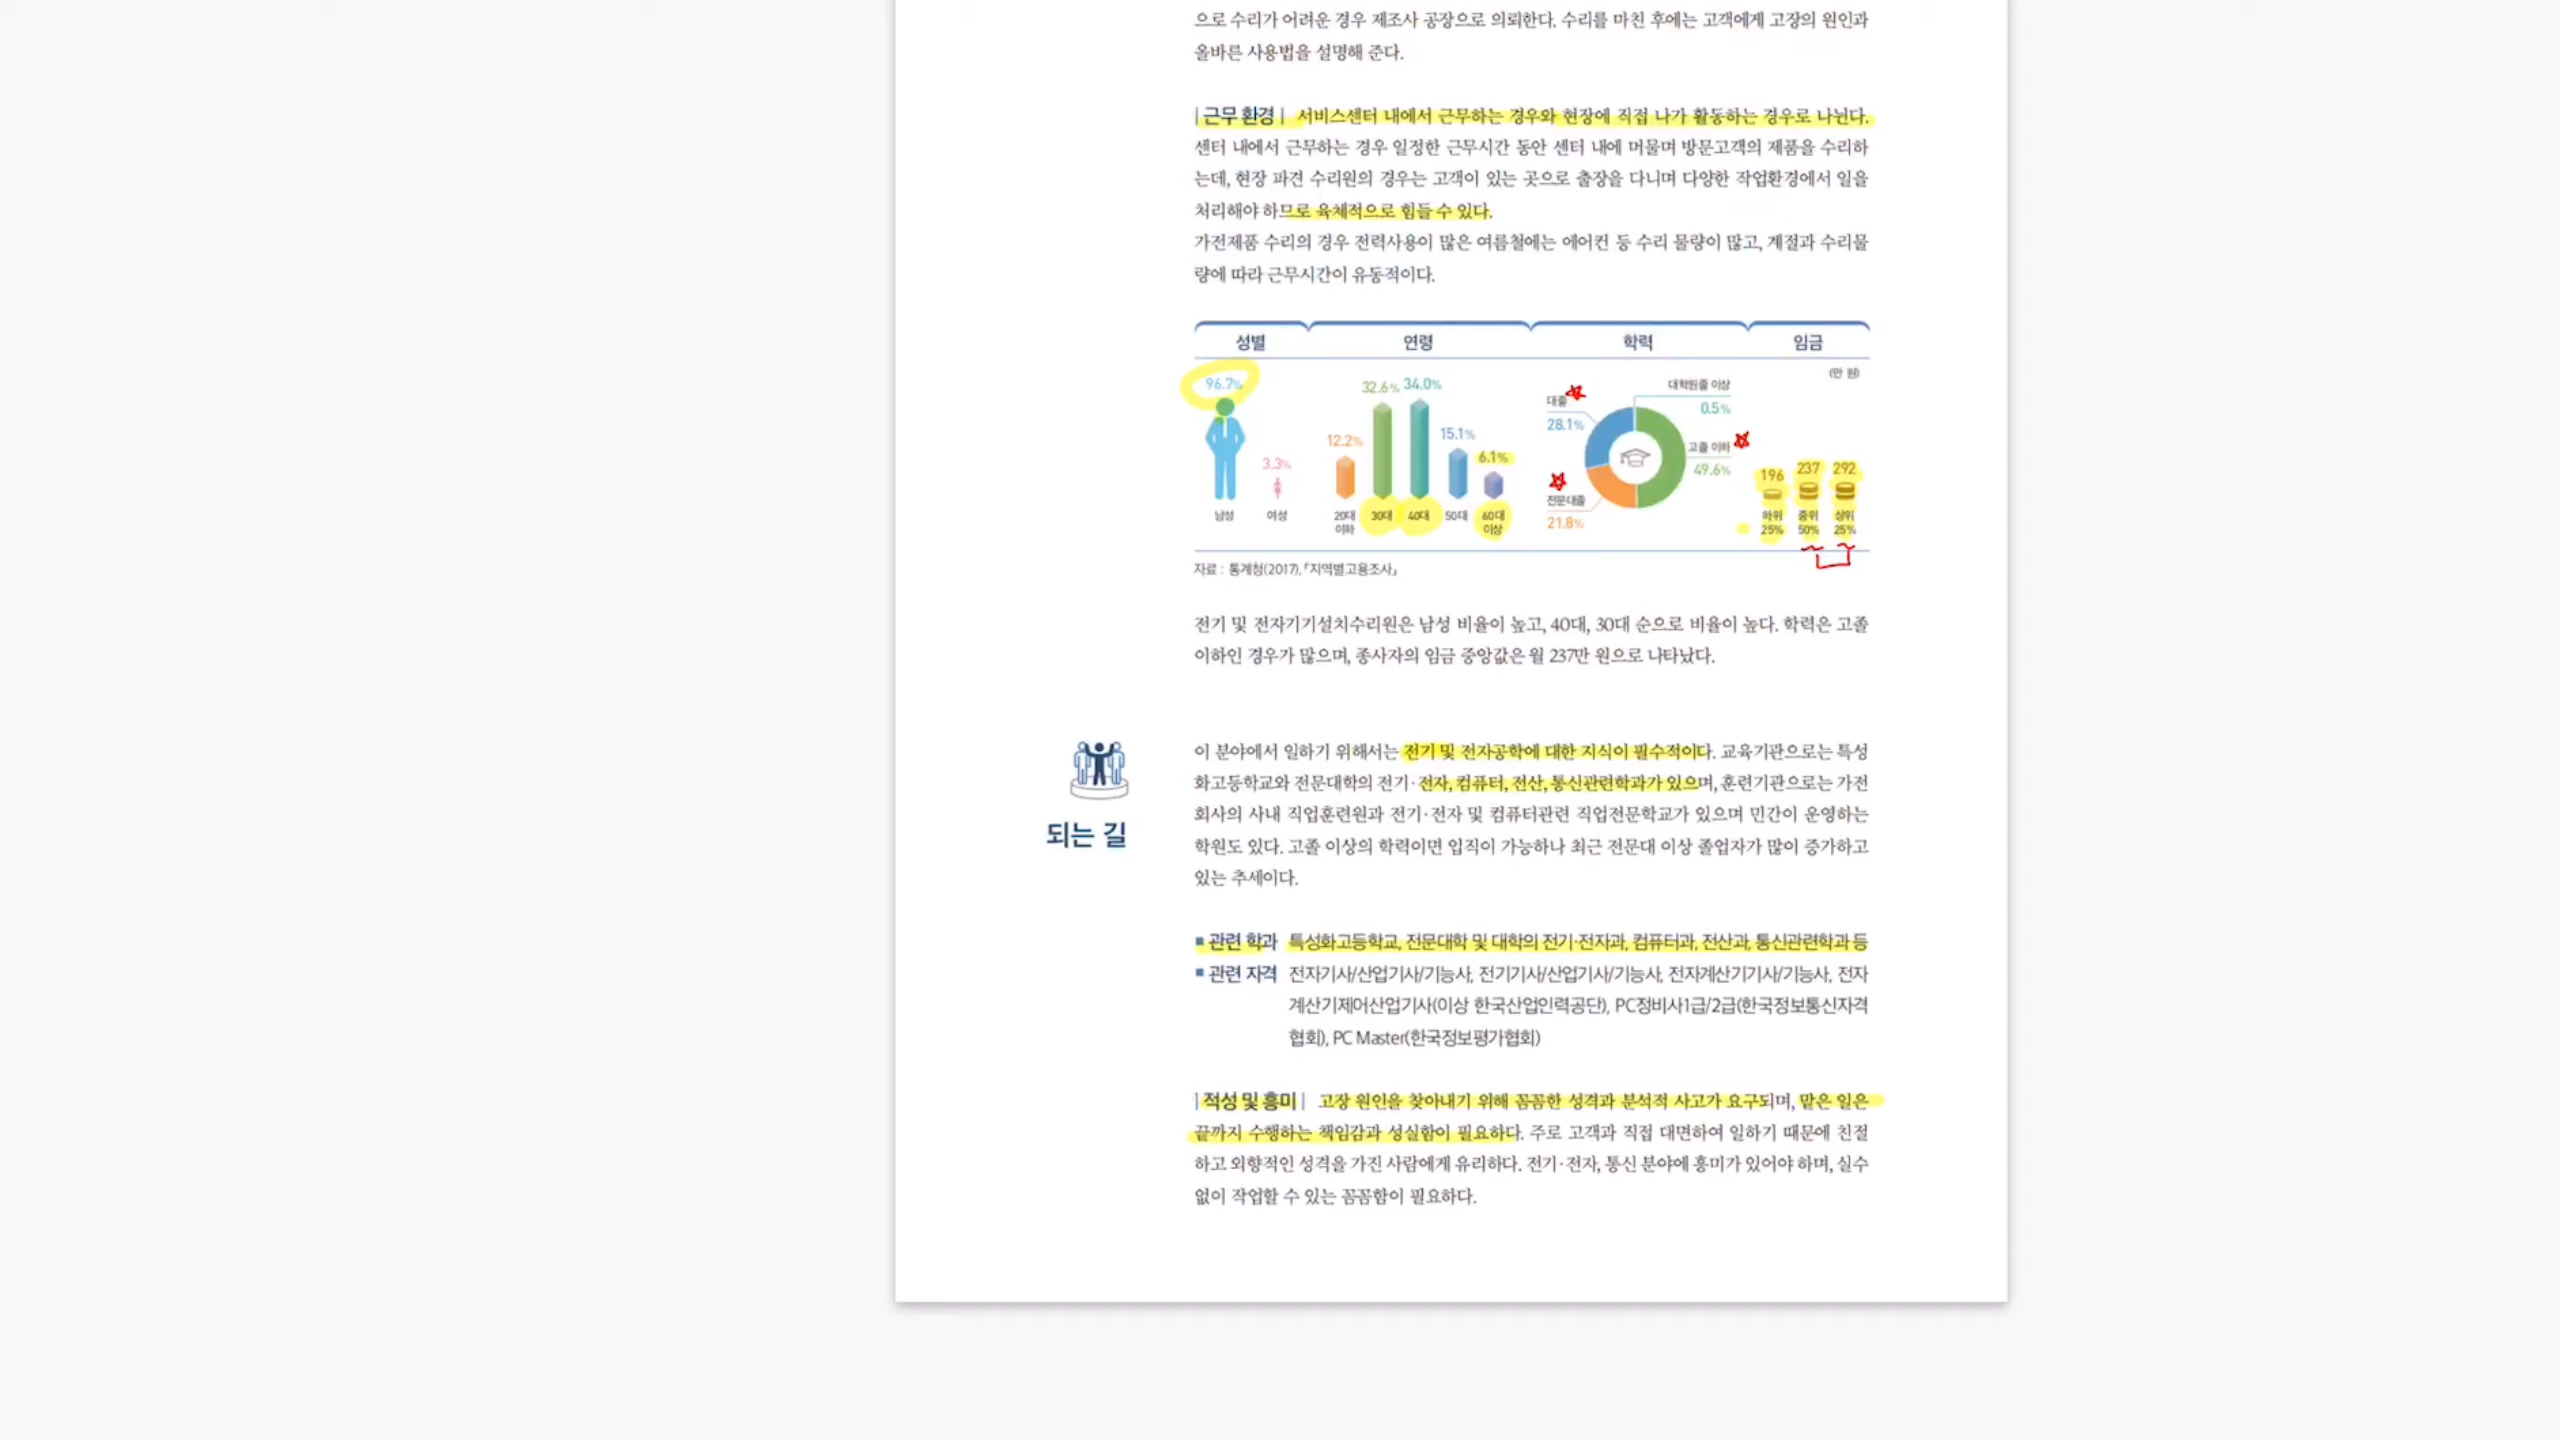 으로 수리가 어려운 경우 제조사 공장으로 의뢰한다. 수리를 마친 후에는 고객에게 고장의 원인과
올바른 사용법을 설명해 준다.
| 근무 환경 | 서비스센터 내에서 근무하는 경우와 현장에 직접 나가 활동하는 경우로 나뉜다.
센터 내에서 근무하는 경우 일정한 근무시간 동안 센터 내에 머물며 방문고객의 제품을 수리하
는데, 현장 파견 수리원의 경우는 고객이 있는 곳으로 출장을 다니며 다양한 작업환경에서 일을
처리해야 하므로 육체적으로 힘들 수 있다.
가전제품 수리의 경우 전력사용이 많은 여름철에는 에어컨 등 수리 물량이 많고, 계절과 수리물
량에 따라 근무시간이 유동적이다.
성별 연령 학력 임금
(만 원)
96.7%
3.3%
남성 여성
12.2% 32.6% 34.0% 15.1% 6.1%
20대 이하 30대 40대 50대 60대 이상
대졸
28.1%
전문대졸
21.8%
대학원졸 이상
0.5%
고졸 이하
49.6%
196 237 292
하위 중위 상위
25% 50% 25%
자료 : 통계청(2017), 「지역별고용조사」
전기 및 전자기기설치수리원은 남성 비율이 높고, 40대, 30대 순으로 비율이 높다. 학력은 고졸
이하인 경우가 많으며, 종사자의 임금 중앙값은 월 237만 원으로 나타났다.
되는 길
이 분야에서 일하기 위해서는 전기 및 전자공학에 대한 지식이 필수적이다. 교육기관으로는 특성
화고등학교와 전문대학의 전기·전자, 컴퓨터, 전산, 통신관련학과가 있으며, 훈련기관으로는 가전
회사의 사내 직업훈련원과 전기·전자 및 컴퓨터관련 직업전문학교가 있으며 민간이 운영하는
학원도 있다. 고졸 이상의 학력이면 입직이 가능하나 최근 전문대 이상 졸업자가 많이 증가하고
있는 추세이다.
■ 관련 학과 특성화고등학교, 전문대학 및 대학의 전기·전자과, 컴퓨터과, 전산과, 통신관련학과 등
■ 관련 자격 전자기사/산업기사/기능사, 전기기사/산업기사/기능사, 전자계산기기사/기능사, 전자
계산기제어산업기사(이상 한국산업인력공단), PC정비사1급/2급(한국정보통신자격
협회), PC Master(한국정보평가협회)
| 적성 및 흥미 | 고장 원인을 찾아내기 위해 꼼꼼한 성격과 분석적 사고가 요구되며, 맡은 일은
끝까지 수행하는 책임감과 성실함이 필요하다. 주로 고객과 직접 대면하여 일하기 때문에 친절
하고 외향적인 성격을 가진 사람에게 유리하다. 전기·전자, 통신 분야에 흥미가 있어야 하며, 실수
없이 작업할 수 있는 꼼꼼함이 필요하다.